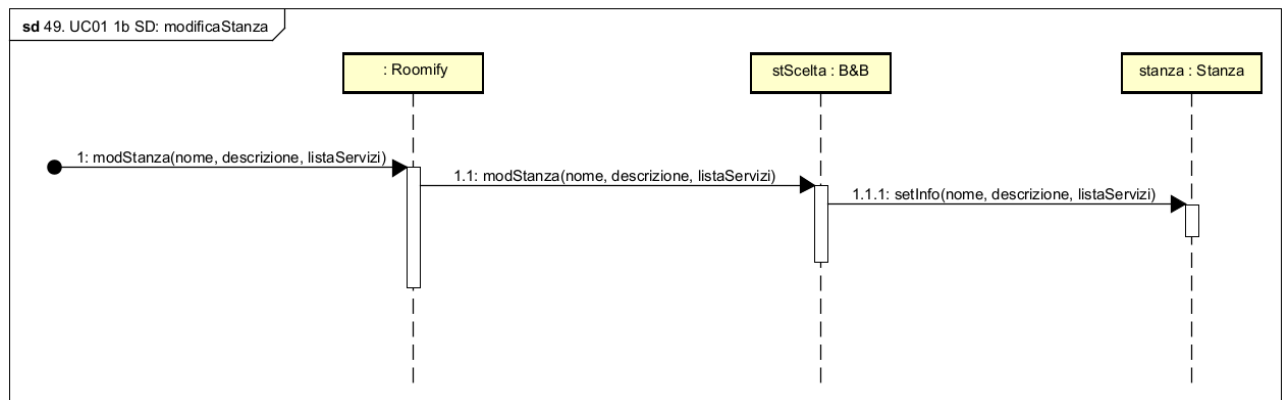 sd 49. UC01 1b SD: modificaStanza
: Roomify
stScelta : B&B
stanza : Stanza
1: modStanza(nome, descrizione, listaServizi)
1.1: modStanza(nome, descrizione, listaServizi)
1.1.1: setInfo(nome, descrizione, listaServizi)